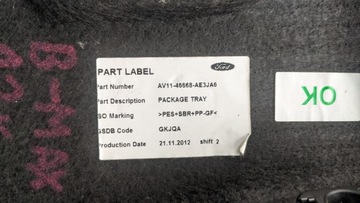 B-MAX
PART LABEL
Ford
Part Number AV11-46668-AE3JA6
Part Description PACKAGE TRAY
ISO Marking >PES+SBR+PP-GF<
GSDB Code GKJQA
Production Date 21.11.2012 shift 2
OK